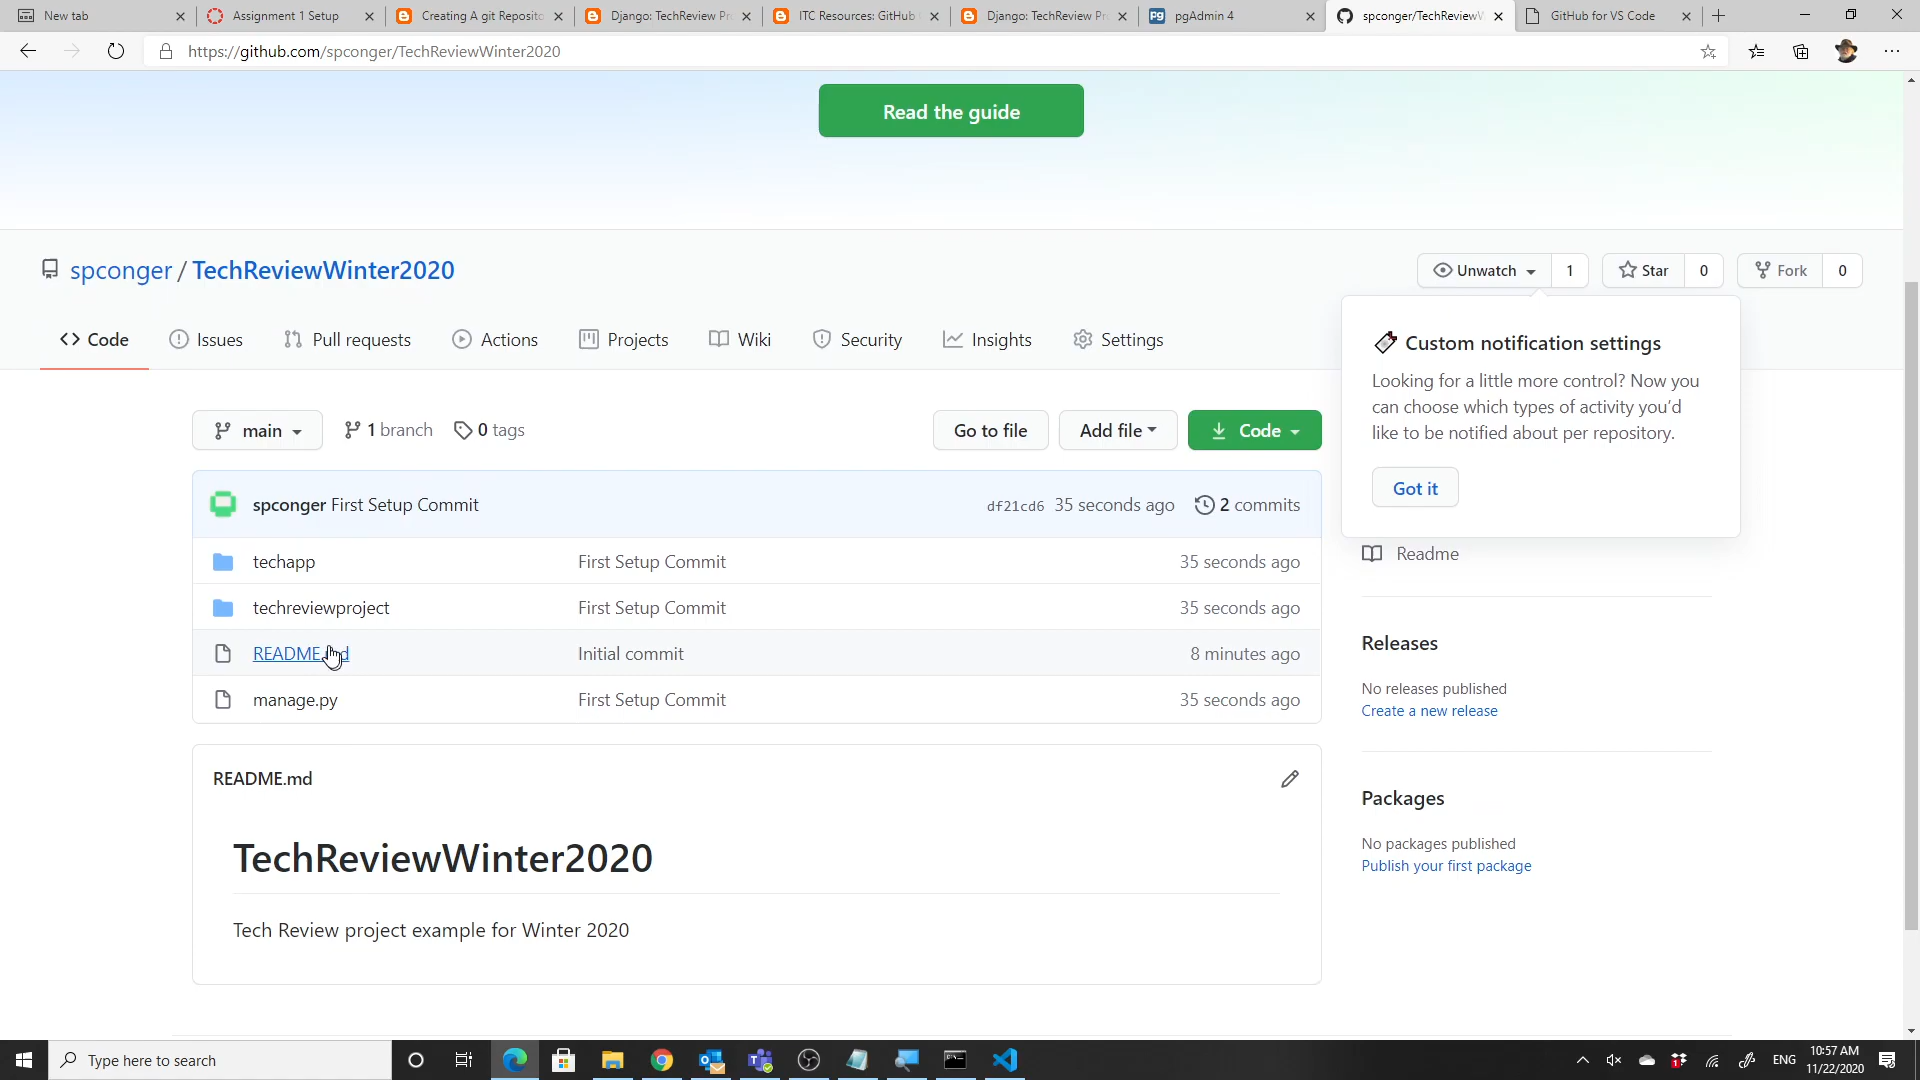 New tab
Assignment 1 Setup
Creating A git Reposito
Django: TechReview Pr
ITC Resources: GitHub
Django: TechReview Pr
pgAdmin 4
spconger/TechReviewW
GitHub for VS Code
https://github.com/spconger/TechReviewWinter2020
Read the guide
spconger / TechReviewWinter2020
Unwatch 1
Star 0
Fork 0
<> Code
Issues
Pull requests
Actions
Projects
Wiki
Security
Insights
Settings
Custom notification settings
Looking for a little more control? Now you
can choose which types of activity you'd
like to be notified about per repository.
Got it
main
1 branch
0 tags
Go to file
Add file
Code
spconger First Setup Commit df21cd6 35 seconds ago 2 commits
techapp First Setup Commit 35 seconds ago
techreviewproject First Setup Commit 35 seconds ago
README.md Initial commit 8 minutes ago
manage.py First Setup Commit 35 seconds ago
Readme
Releases
No releases published
Create a new release
Packages
No packages published
Publish your first package
README.md
TechReviewWinter2020
Tech Review project example for Winter 2020
Type here to search
ENG
10:57 AM
11/22/2020